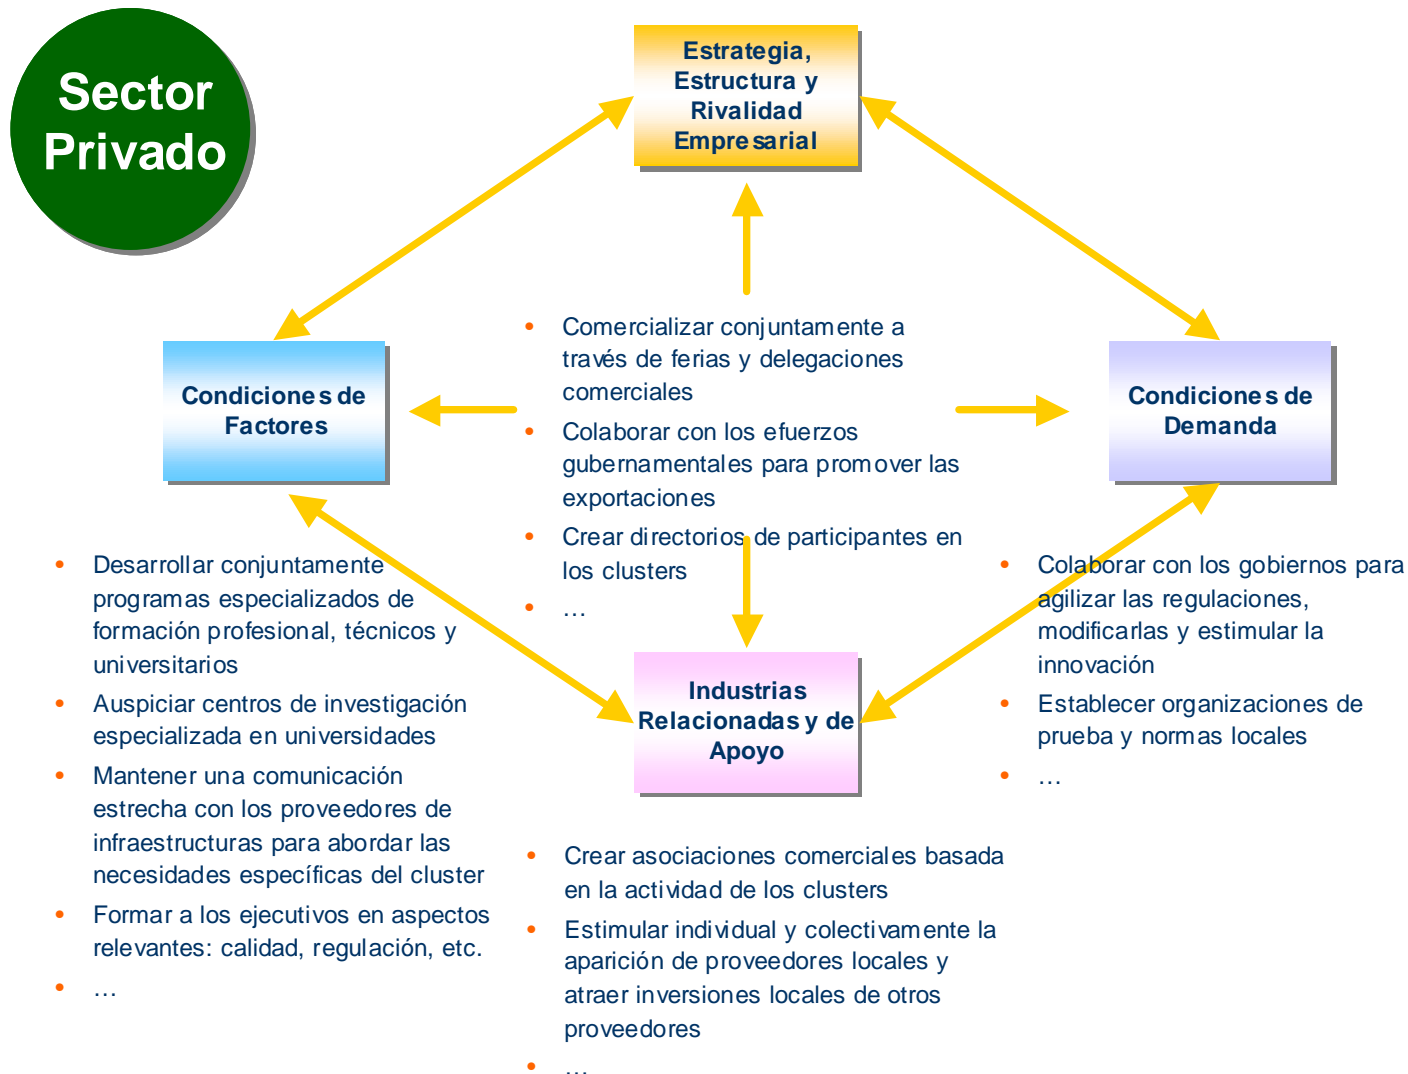 Sector
Privado
Estrategia,
Estructura y
Rivalidad
Empresarial
Condiciones de
Factores
Condiciones de
Demanda
• Comercializar conjuntamente a
través de ferias y delegaciones
comerciales
• Colaborar con los efuerzos
gubernamentales para promover las
exportaciones
• Crear directorios de participantes en
los clusters
• …
Industrias
Relacionadas y de
Apoyo
• Desarrollar conjuntamente
programas especializados de
formación profesional, técnicos y
universitarios
• Auspiciar centros de investigación
especializada en universidades
• Mantener una comunicación
estrecha con los proveedores de
infraestructuras para abordar las
necesidades específicas del cluster
• Formar a los ejecutivos en aspectos
relevantes: calidad, regulación, etc.
• …
• Colaborar con los gobiernos para
agilizar las regulaciones,
modificarlas y estimular la
innovación
• Establecer organizaciones de
prueba y normas locales
• …
• Crear asociaciones comerciales basada
en la actividad de los clusters
• Estimular individual y colectivamente la
aparición de proveedores locales y
atraer inversiones locales de otros
proveedores
• …